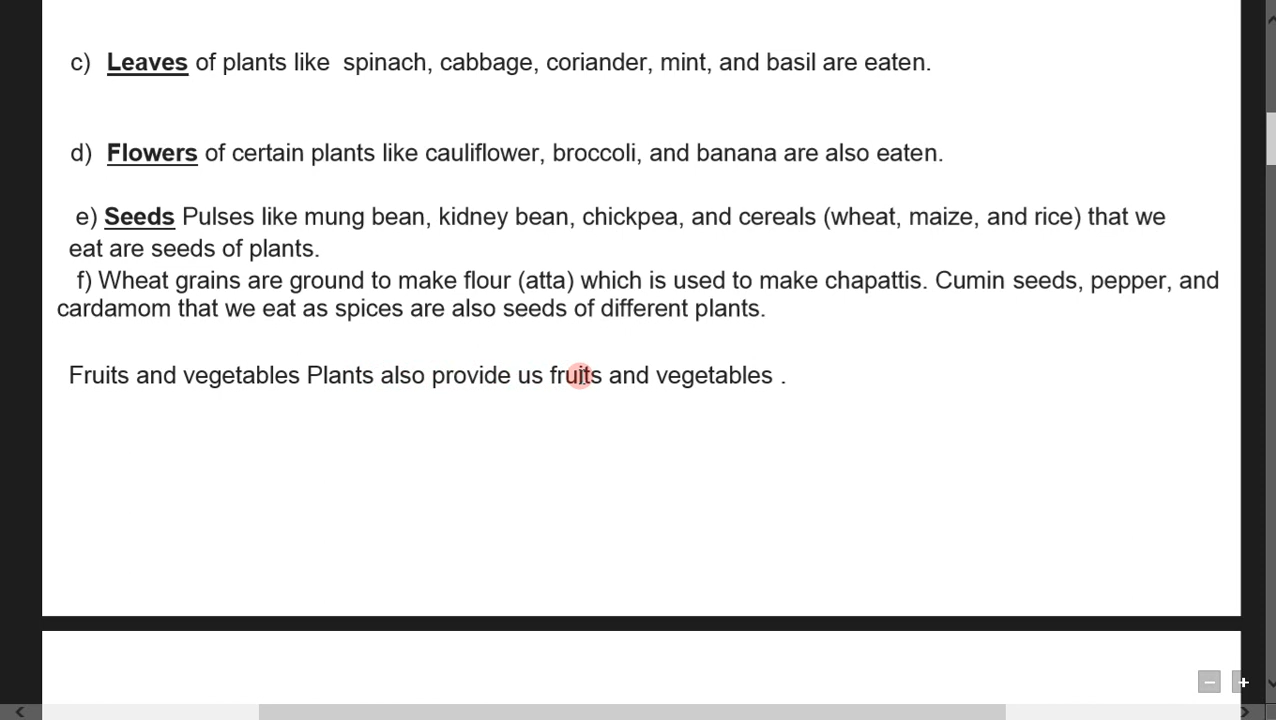 c) Leaves of plants like spinach, cabbage, coriander, mint, and basil are eaten.
d) Flowers of certain plants like cauliflower, broccoli, and banana are also eaten.
e) Seeds Pulses like mung bean, kidney bean, chickpea, and cereals (wheat, maize, and rice) that we
eat are seeds of plants.
f) Wheat grains are ground to make flour (atta) which is used to make chapattis. Cumin seeds, pepper, and
cardamom that we eat as spices are also seeds of different plants.
Fruits and vegetables Plants also provide us fruits and vegetables .